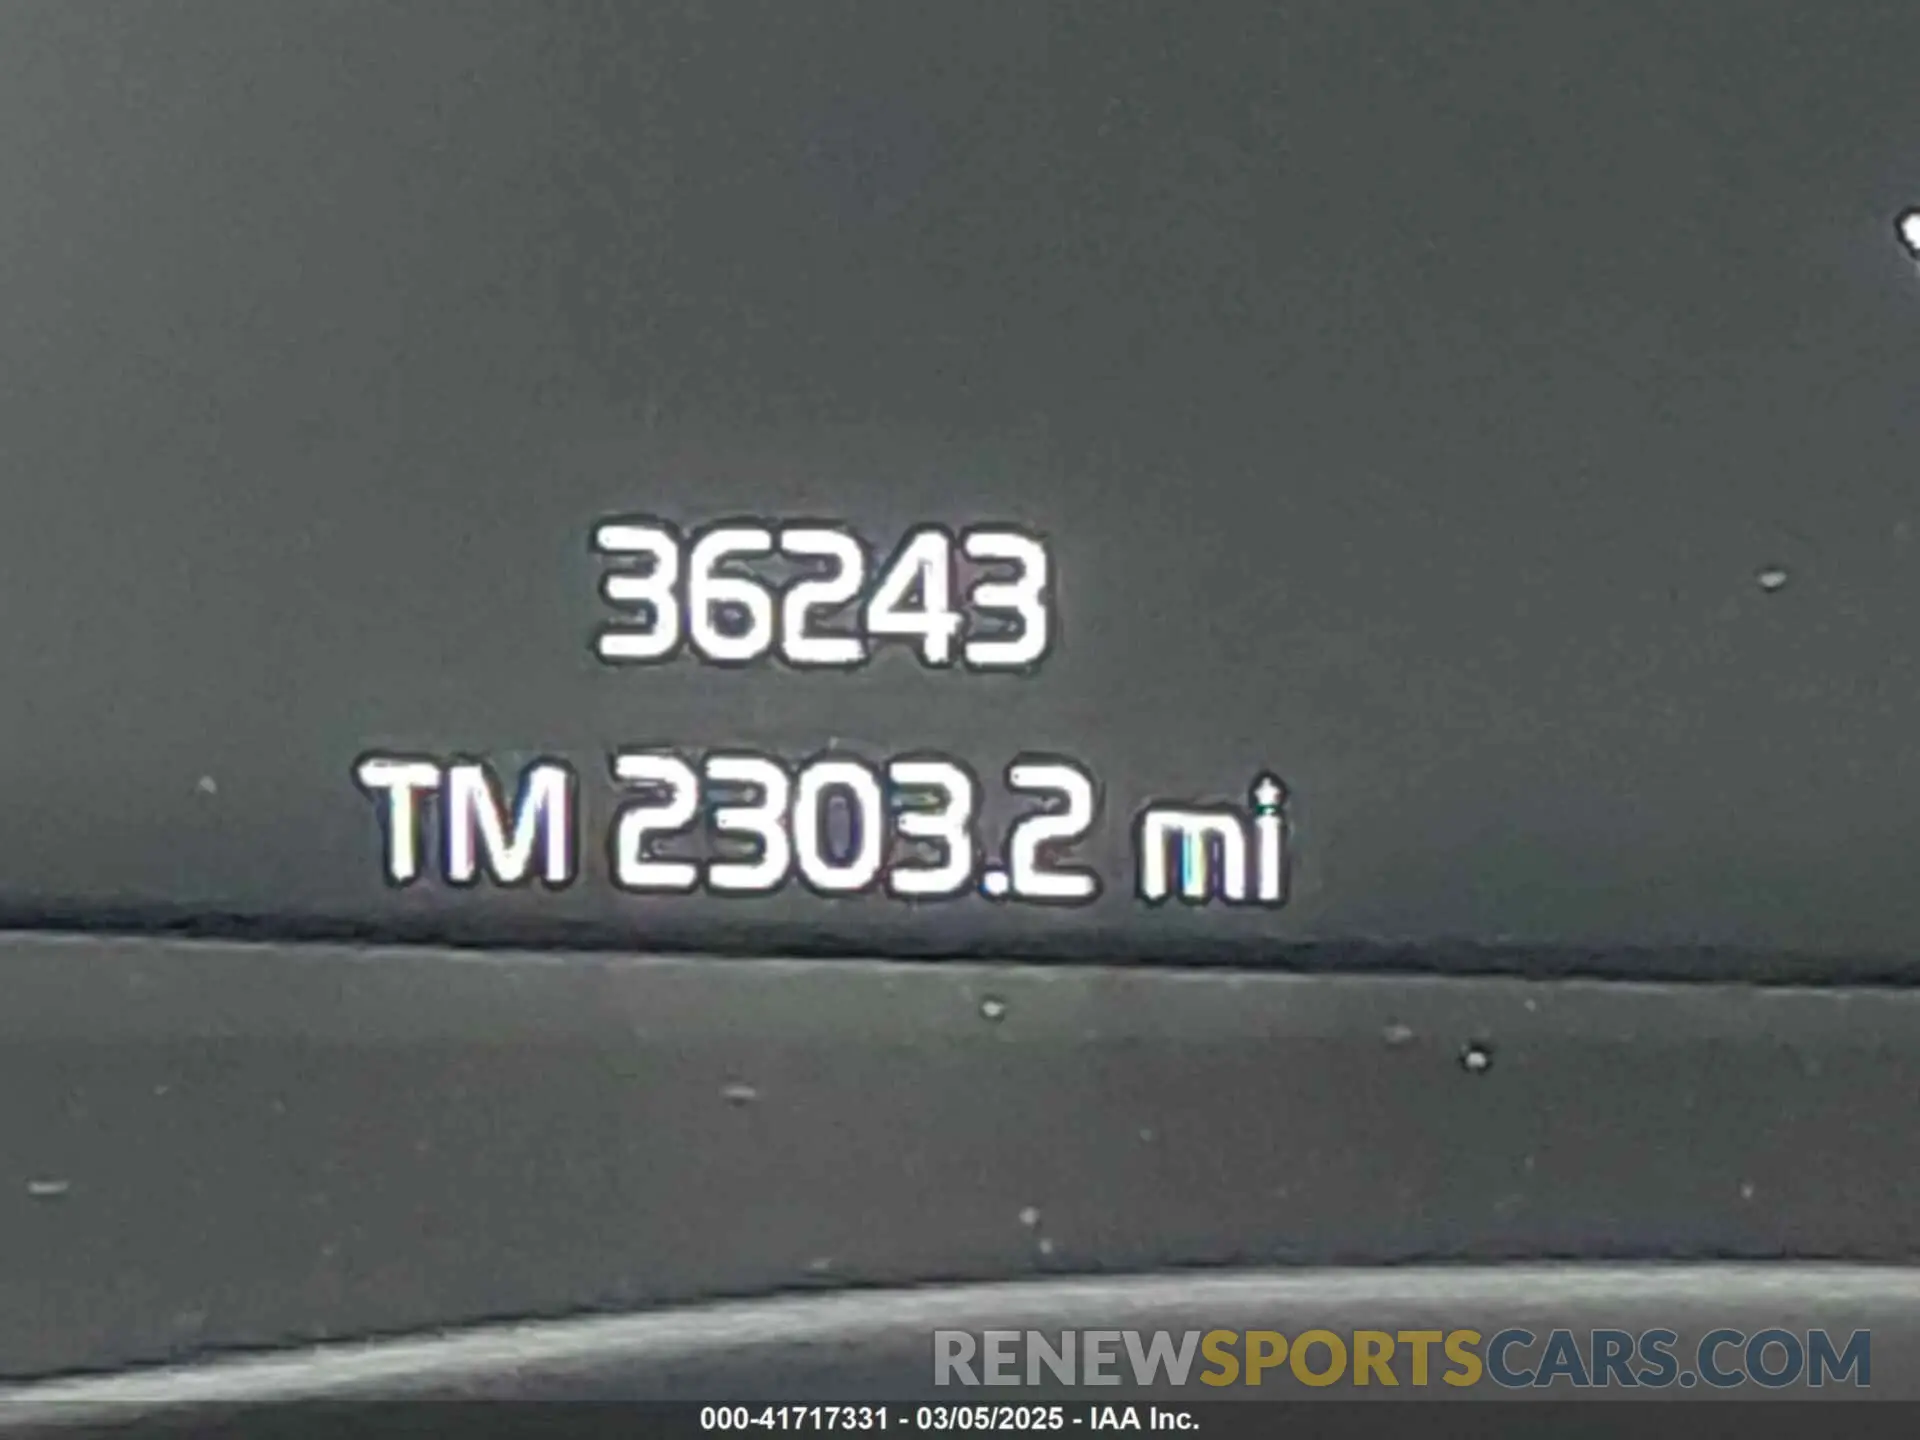 36243
TM 2303.2 mi
RENEWSPORTSCARS.COM
000-41717331 - 03/05/2025 - IAA Inc.